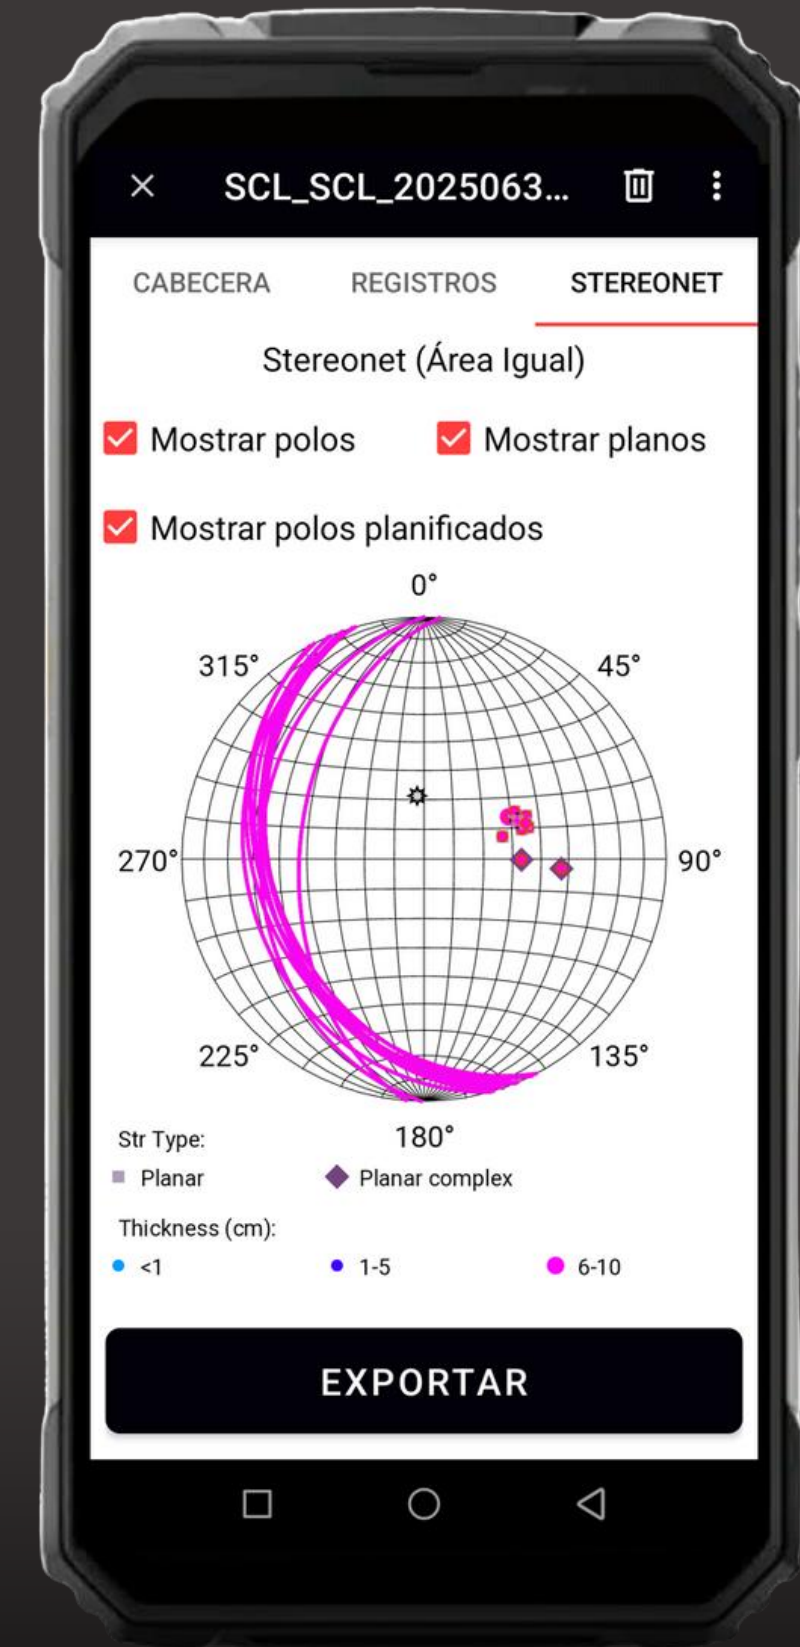 SCL_SCL_2025063...
CABECERA REGISTROS STEREONET
Stereonet (Área Igual)
Mostrar polos Mostrar planos
Mostrar polos planificados
0°
315° 45°
270° 90°
225° 135°
180°
Str Type:
Planar Planar complex
Thickness (cm):
<1 1-5 6-10
EXPORTAR